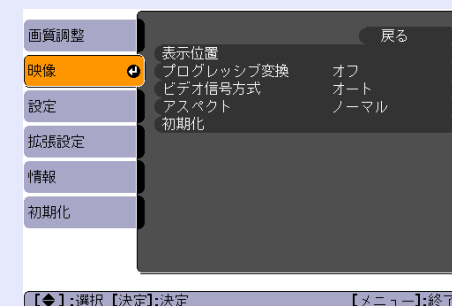 画質調整
映像
設定
拡張設定
情報
初期化
戻る
表示位置
プログレッシブ変換 オフ
ビデオ信号方式 オート
アスペクト ノーマル
初期化
【◆】:選択 【決定】:決定 【メニュー】:終了